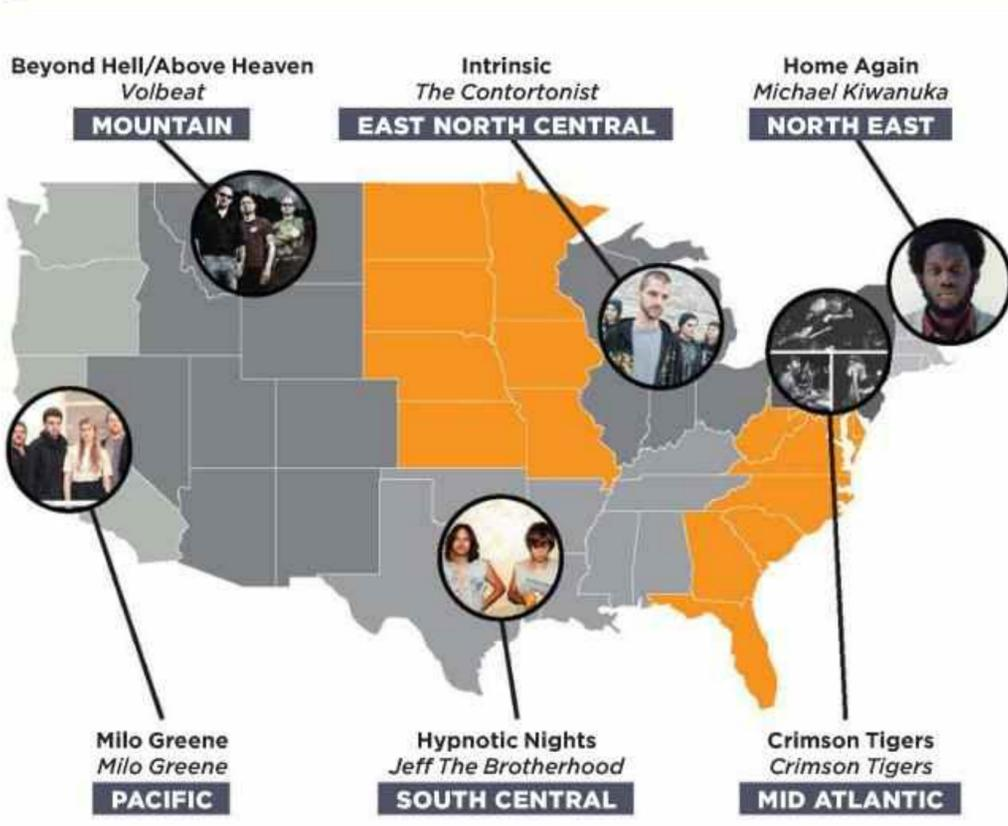 Beyond Hell/Above Heaven
Volbeat
MOUNTAIN
Intrinsic
The Contortonist
EAST NORTH CENTRAL
Home Again
Michael Kiwanuka
NORTH EAST
Milo Greene
Milo Greene
PACIFIC
Hypnotic Nights
Jeff The Brotherhood
SOUTH CENTRAL
Crimson Tigers
Crimson Tigers
MID ATLANTIC